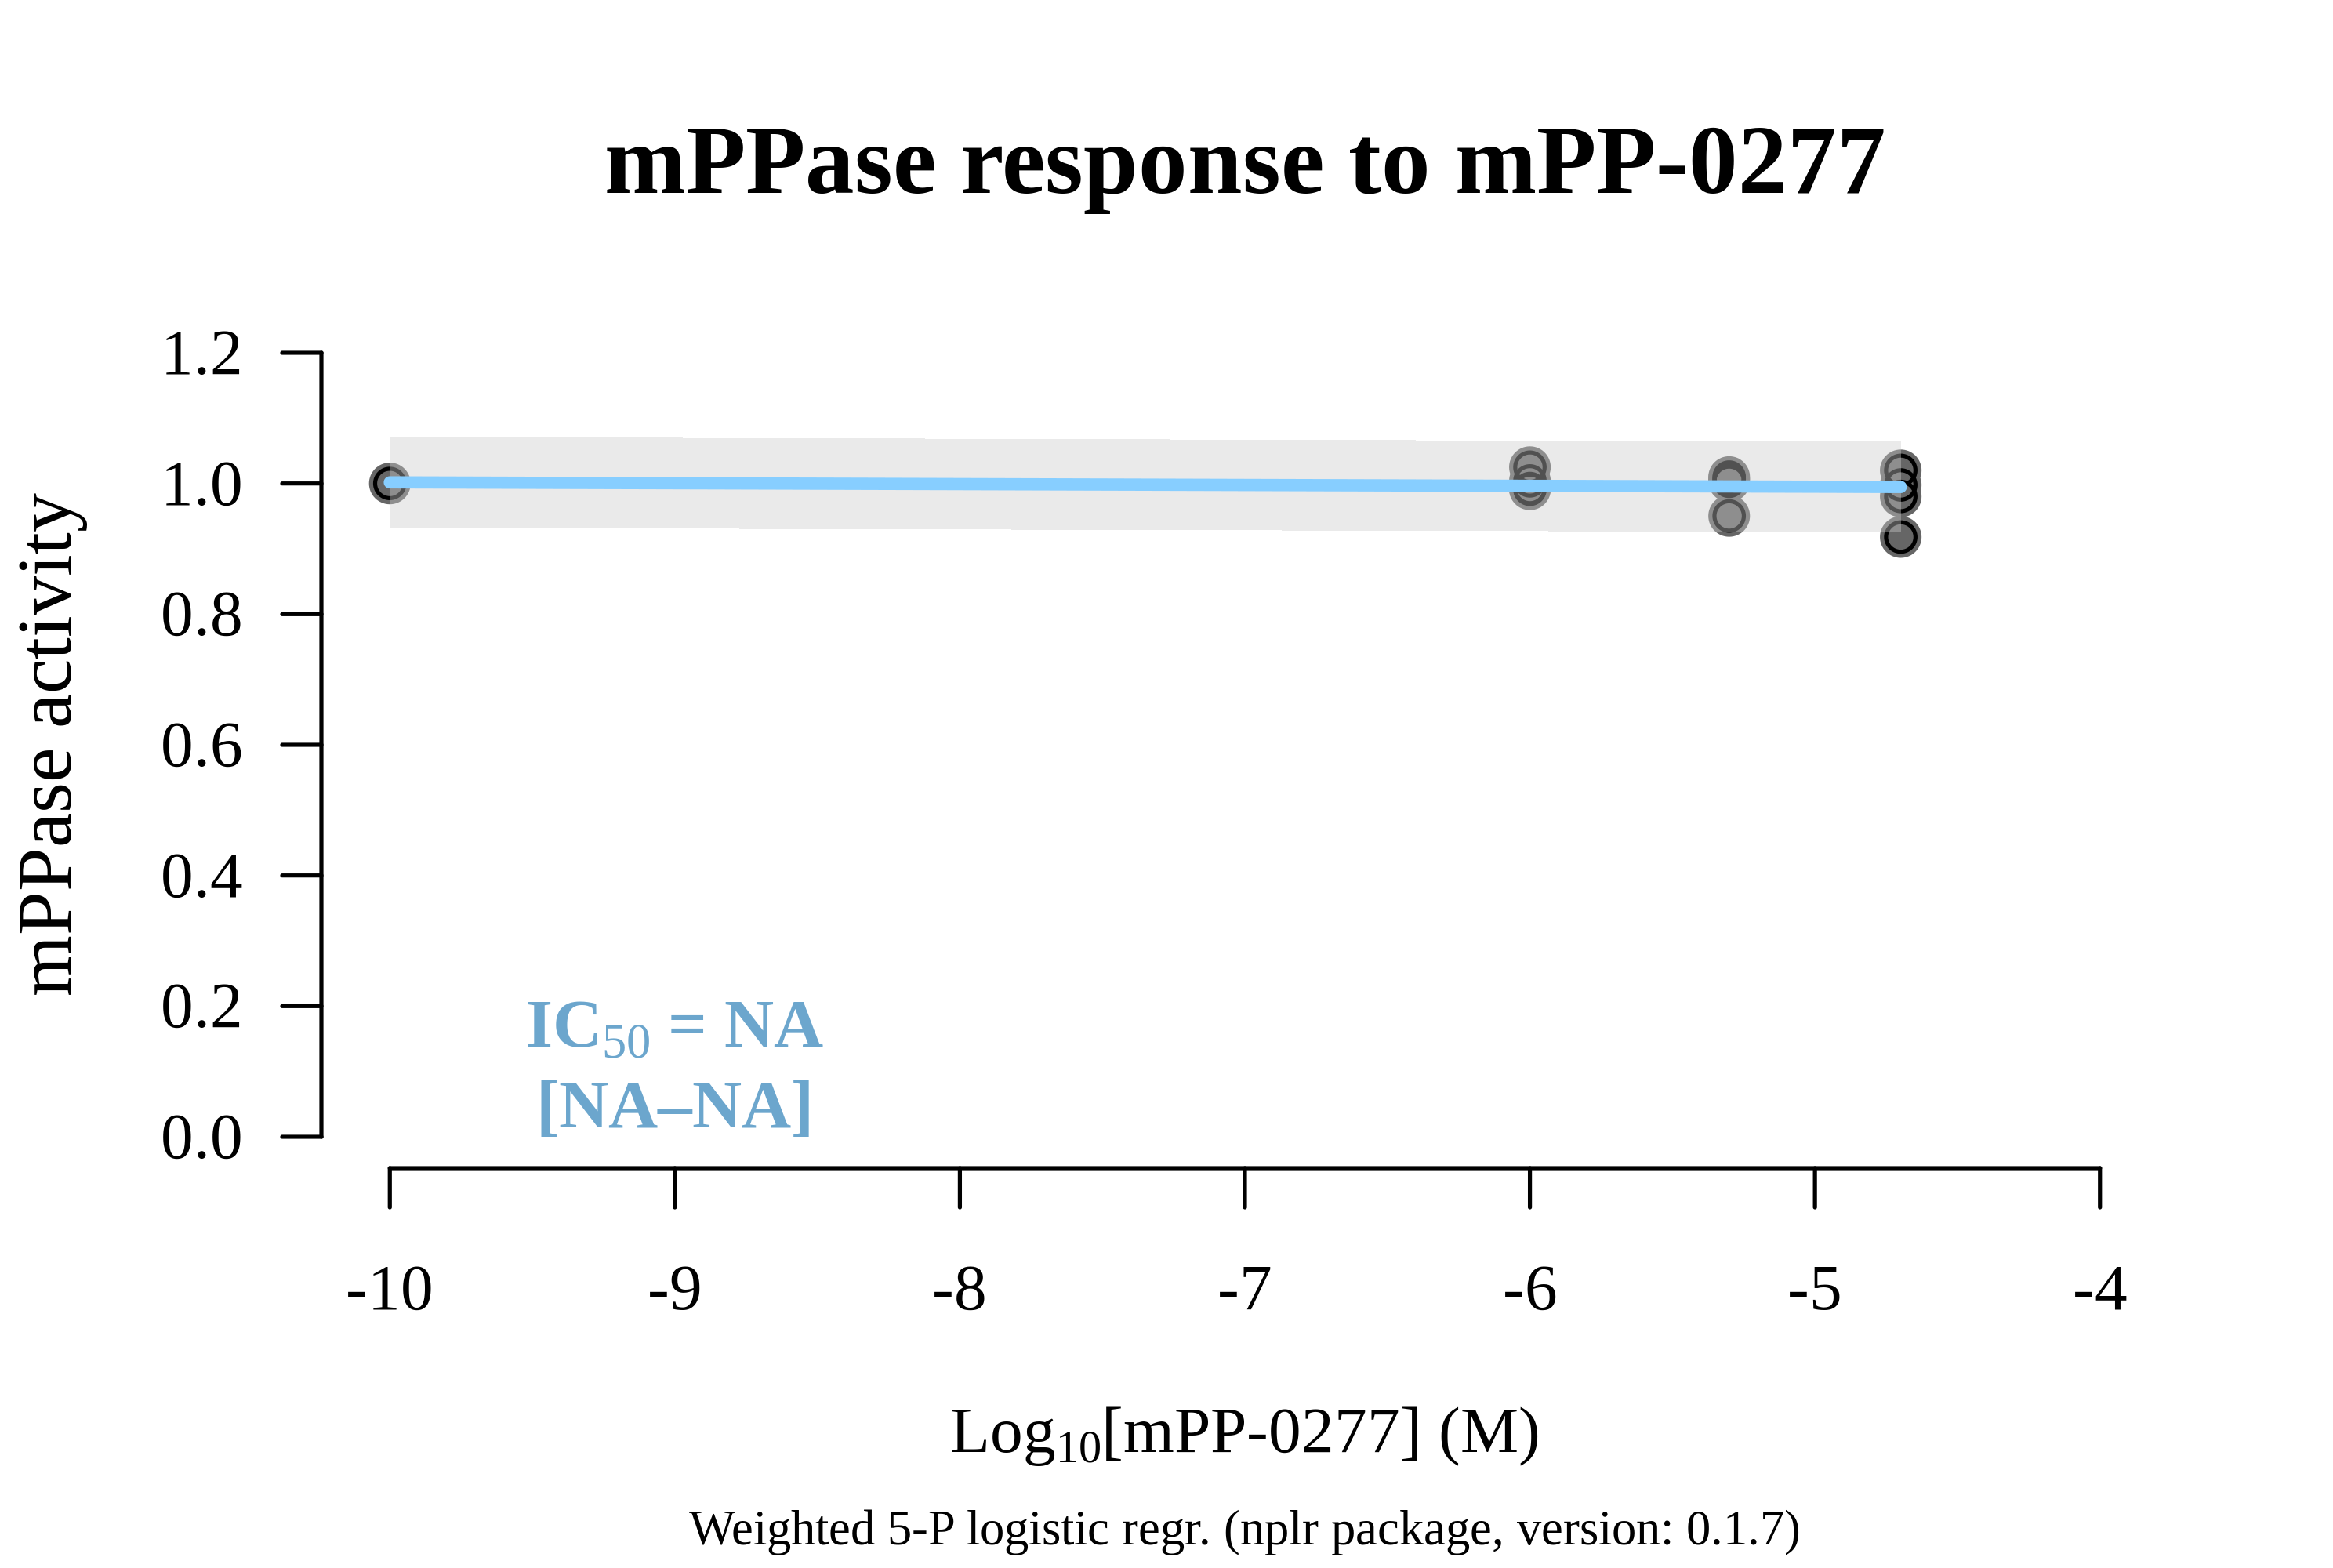 mPPase response to mPP-0277
mPPase activity
1.2
1.0
0.8
0.6
0.4
0.2
0.0
IC50 = NA
[NA–NA]
-10 -9 -8 -7 -6 -5 -4
Log10[mPP-0277] (M)
Weighted 5-P logistic regr. (nplr package, version: 0.1.7)